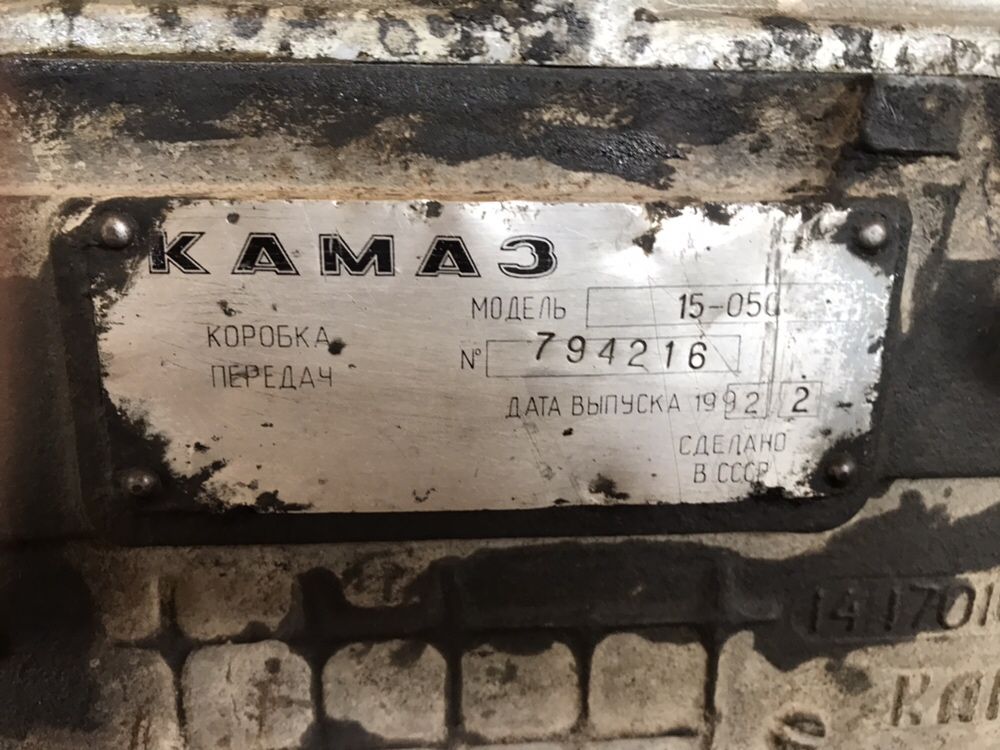 КАМАЗ
КОРОБКА ПЕРЕДАЧ
МОДЕЛЬ 15-050
№ 794216
ДАТА ВЫПУСКА 1992 2
СДЕЛАНО
В СССР